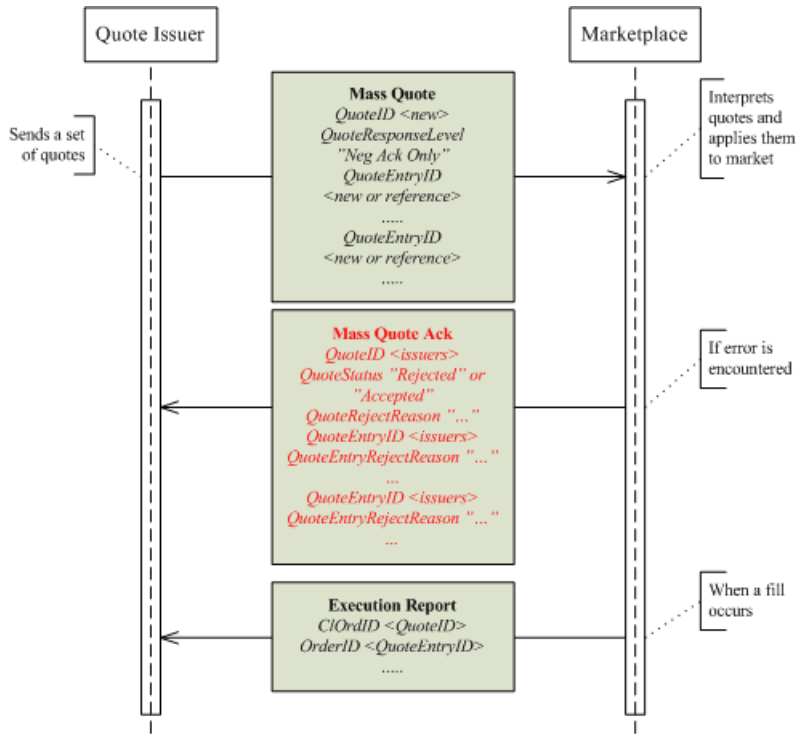 Quote Issuer
Marketplace
Mass Quote
QuoteID <new>
QuoteResponseLevel
”Neg Ack Only”
QuoteEntryID
<new or reference>
.....
QuoteEntryID
<new or reference>
.....
Sends a set
of quotes
Interprets
quotes and
applies them
to market
Mass Quote Ack
QuoteID <issuers>
QuoteStatus ”Rejected” or
”Accepted”
QuoteRejectReason ”...”
QuoteEntryID <issuers>
QuoteEntryRejectReason ”...”
...
QuoteEntryID <issuers>
QuoteEntryRejectReason ”...”
...
If error is
encountered
Execution Report
ClOrdID <QuoteID>
OrderID <QuoteEntryID>
.....
When a fill
occurs